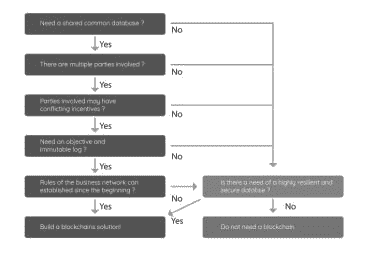 Need a shared common database ?
No
Yes
There are multiple parties involved ?
No
Yes
Parties involved may have
conflicting incentives ?
No
Yes
Need an objective and
immutable log ?
No
Yes
Rules of the business network can
established since the beginning ?
No
Is there a need of a highly resilient and
secure database ?
Yes
Yes
No
Build a blockchains solution!
Do not need a blockchain